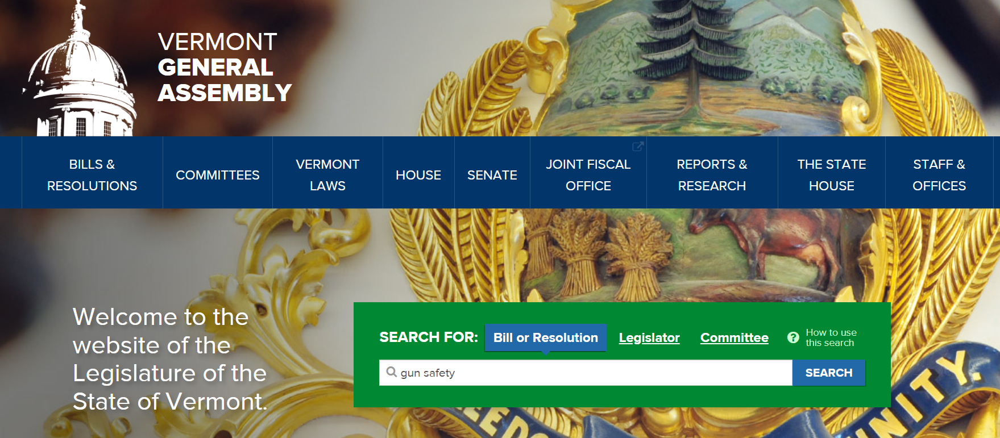 VERMONT
GENERAL
ASSEMBLY
BILLS &
RESOLUTIONS
COMMITTEES
VERMONT
LAWS
HOUSE
SENATE
JOINT FISCAL
OFFICE
REPORTS &
RESEARCH
THE STATE
HOUSE
STAFF &
OFFICES
Welcome to the
website of the
Legislature of the
State of Vermont.
SEARCH FOR: Bill or Resolution Legislator Committee ? How to use
this search
gun safety SEARCH